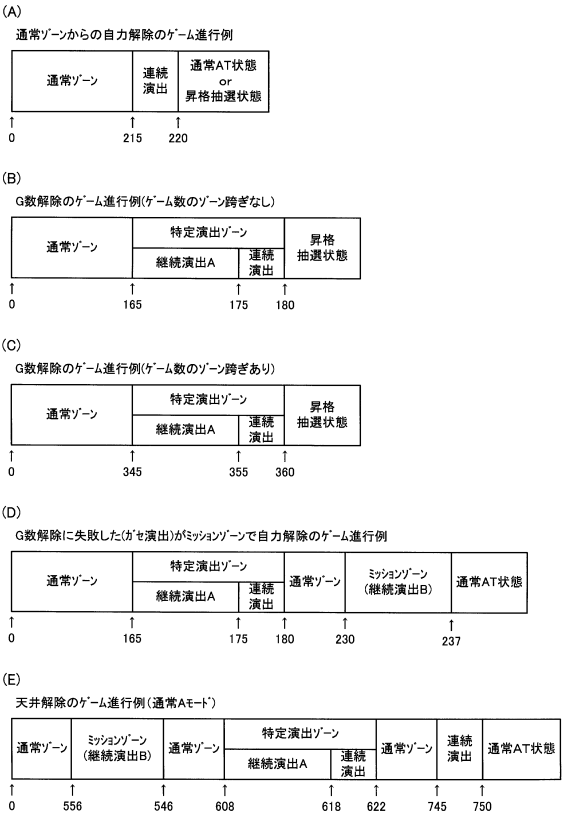 (A)
通常ｿﾞｰﾝからの自力解除のｹﾞｰﾑ進行例
通常ｿﾞｰﾝ
連続
演出
通常AT状態
or
昇格抽選状態
↑ ↑ ↑
0 215 220
(B)
G数解除のｹﾞｰﾑ進行例(ｹﾞｰﾑ数のｿﾞｰﾝ跨ぎなし)
通常ｿﾞｰﾝ
特定演出ｿﾞｰﾝ
継続演出A
連続
演出
昇格
抽選状態
↑ ↑ ↑ ↑
0 165 175 180
(C)
G数解除のｹﾞｰﾑ進行例(ｹﾞｰﾑ数のｿﾞｰﾝ跨ぎあり)
通常ｿﾞｰﾝ
特定演出ｿﾞｰﾝ
継続演出A
連続
演出
昇格
抽選状態
↑ ↑ ↑ ↑
0 345 355 360
(D)
G数解除に失敗した(ｶﾞｾ演出)がﾐｯｼｮﾝｿﾞｰﾝで自力解除のｹﾞｰﾑ進行例
通常ｿﾞｰﾝ
特定演出ｿﾞｰﾝ
継続演出A
連続
演出
通常ｿﾞｰﾝ
ﾐｯｼｮﾝｿﾞｰﾝ
(継続演出B)
通常AT状態
↑ ↑ ↑ ↑ ↑ ↑
0 165 175 180 230 237
(E)
天井解除のｹﾞｰﾑ進行例(通常Aﾓｰﾄﾞ)
通常ｿﾞｰﾝ
ﾐｯｼｮﾝｿﾞｰﾝ
(継続演出B)
通常ｿﾞｰﾝ
特定演出ｿﾞｰﾝ
継続演出A
連続
演出
通常ｿﾞｰﾝ
連続
演出
通常AT状態
↑ ↑ ↑ ↑ ↑ ↑ ↑ ↑
0 556 546 608 618 622 745 750